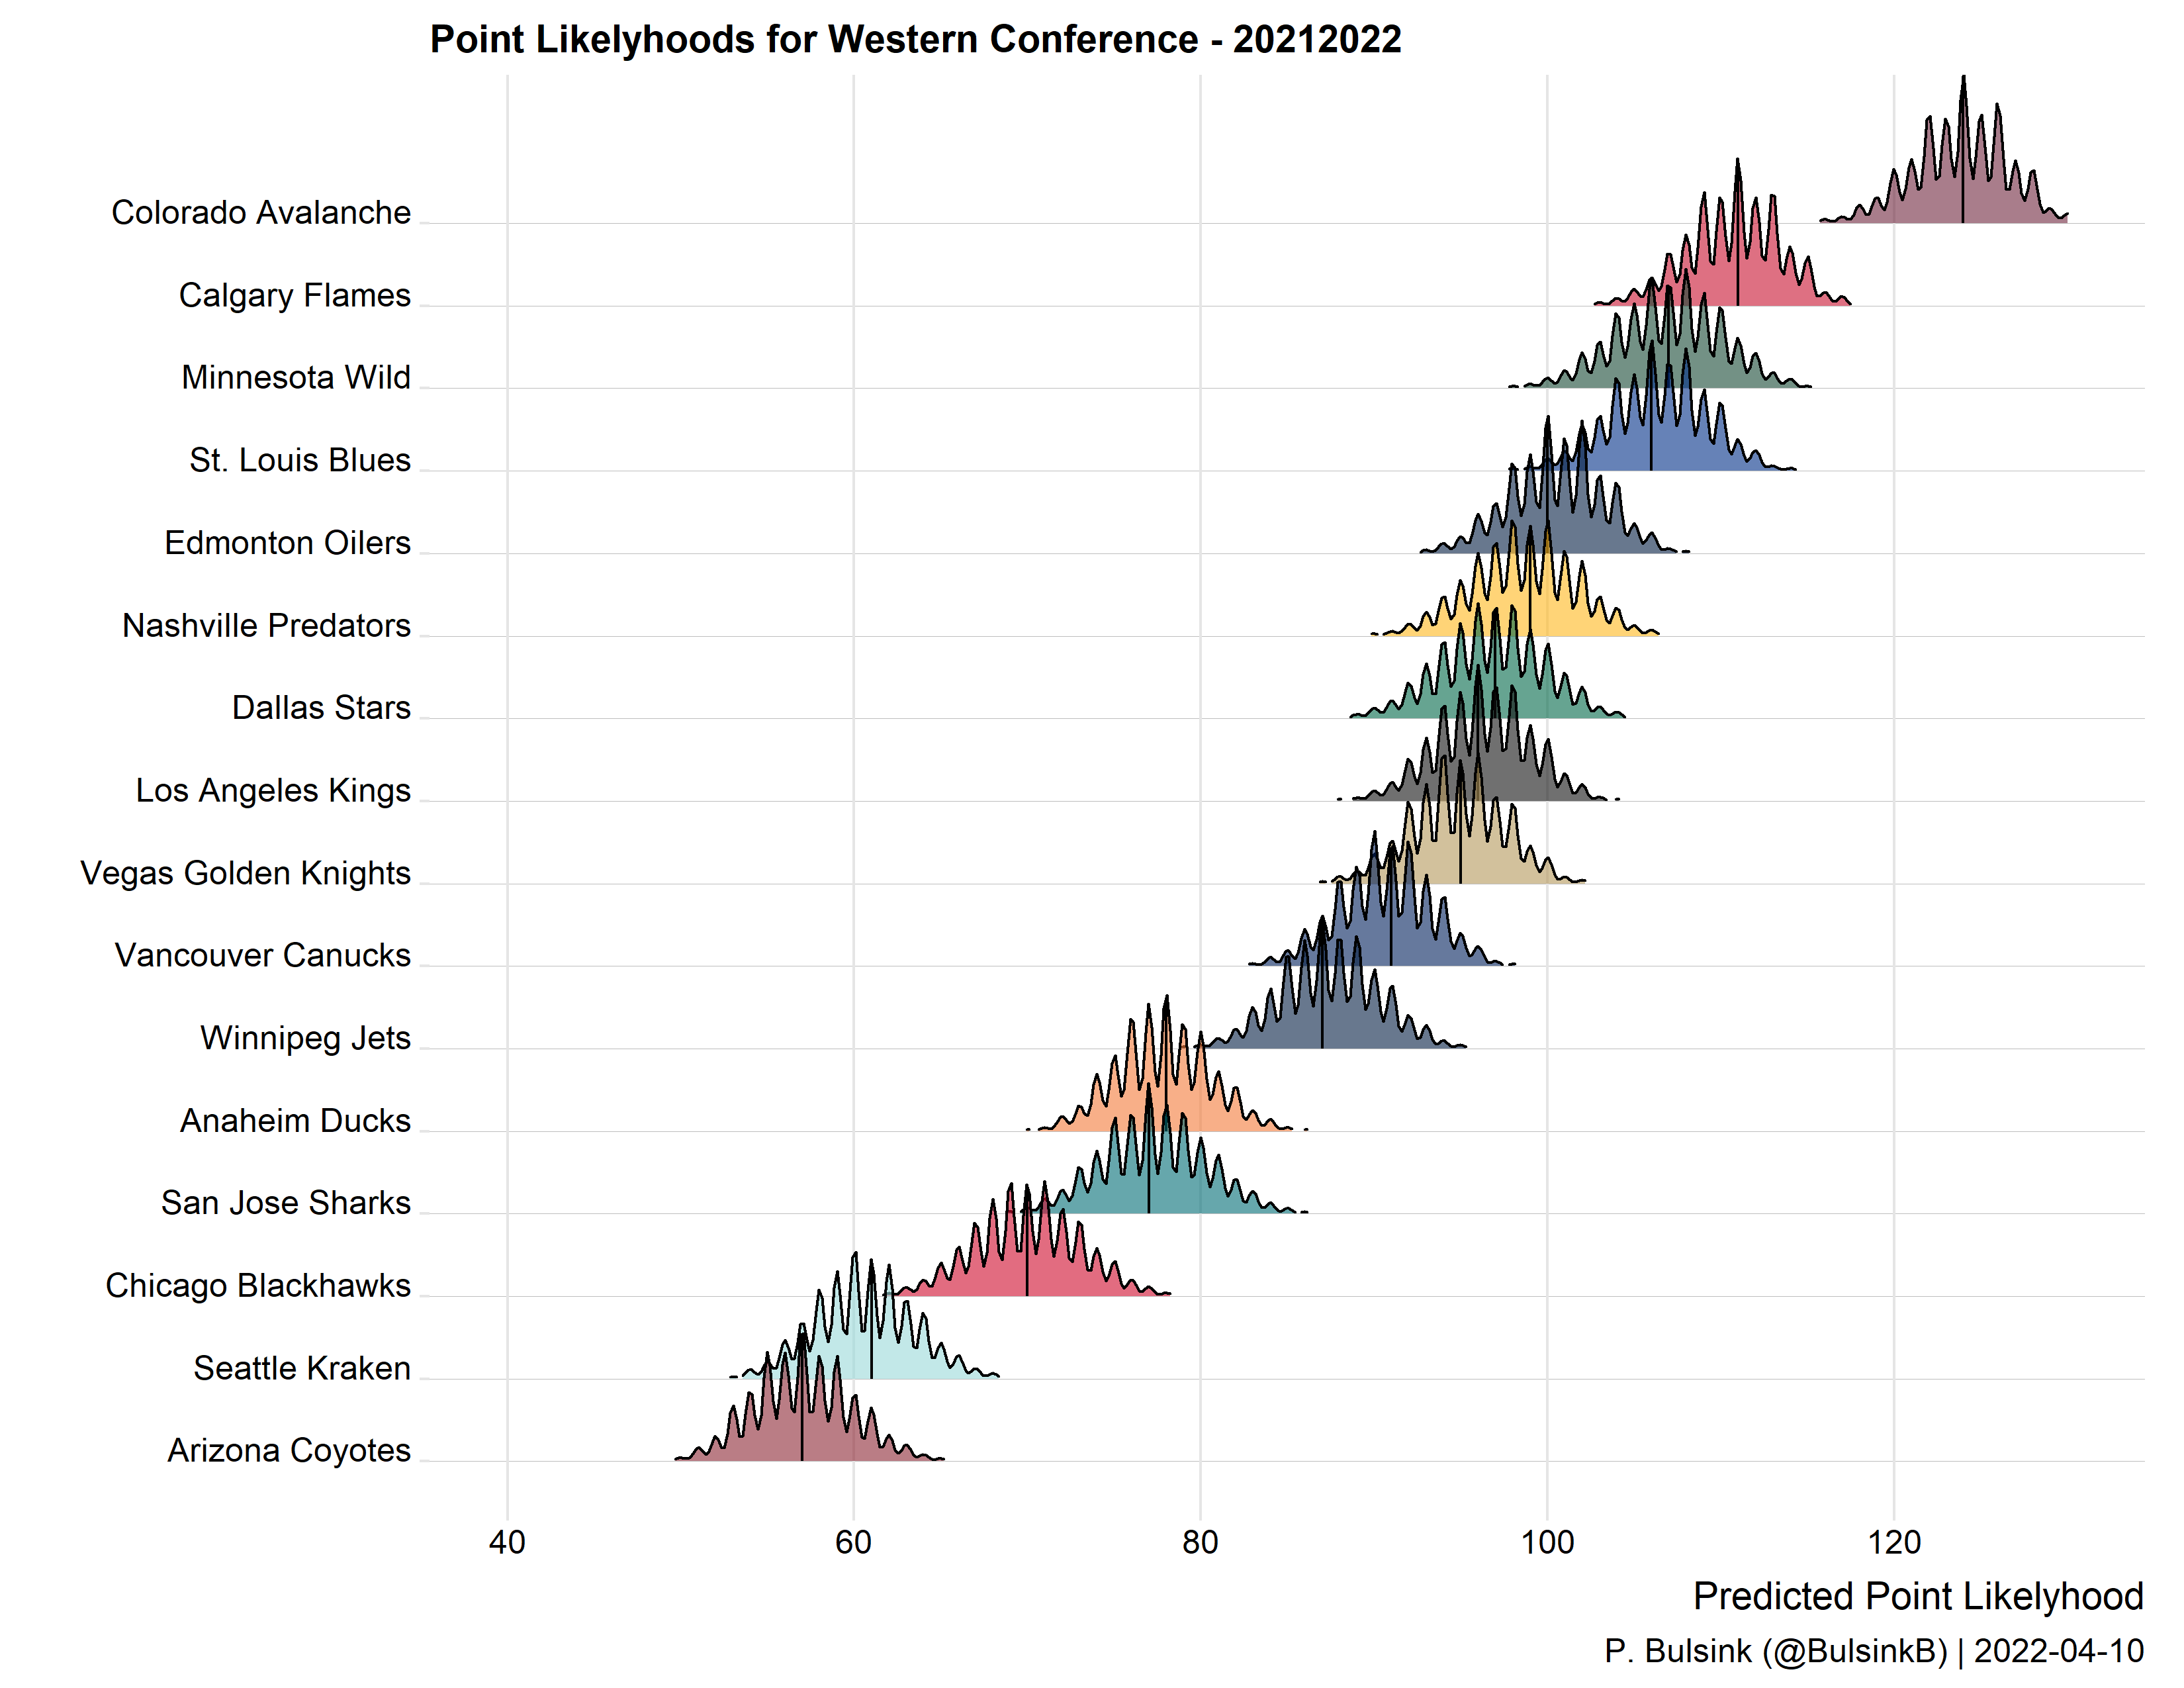 Point Likelyhoods for Western Conference - 20212022
Colorado Avalanche
Calgary Flames
Minnesota Wild
St. Louis Blues
Edmonton Oilers
Nashville Predators
Dallas Stars
Los Angeles Kings
Vegas Golden Knights
Vancouver Canucks
Winnipeg Jets
Anaheim Ducks
San Jose Sharks
Chicago Blackhawks
Seattle Kraken
Arizona Coyotes
40 60 80 100 120
Predicted Point Likelyhood
P. Bulsink (@BulsinkB) | 2022-04-10